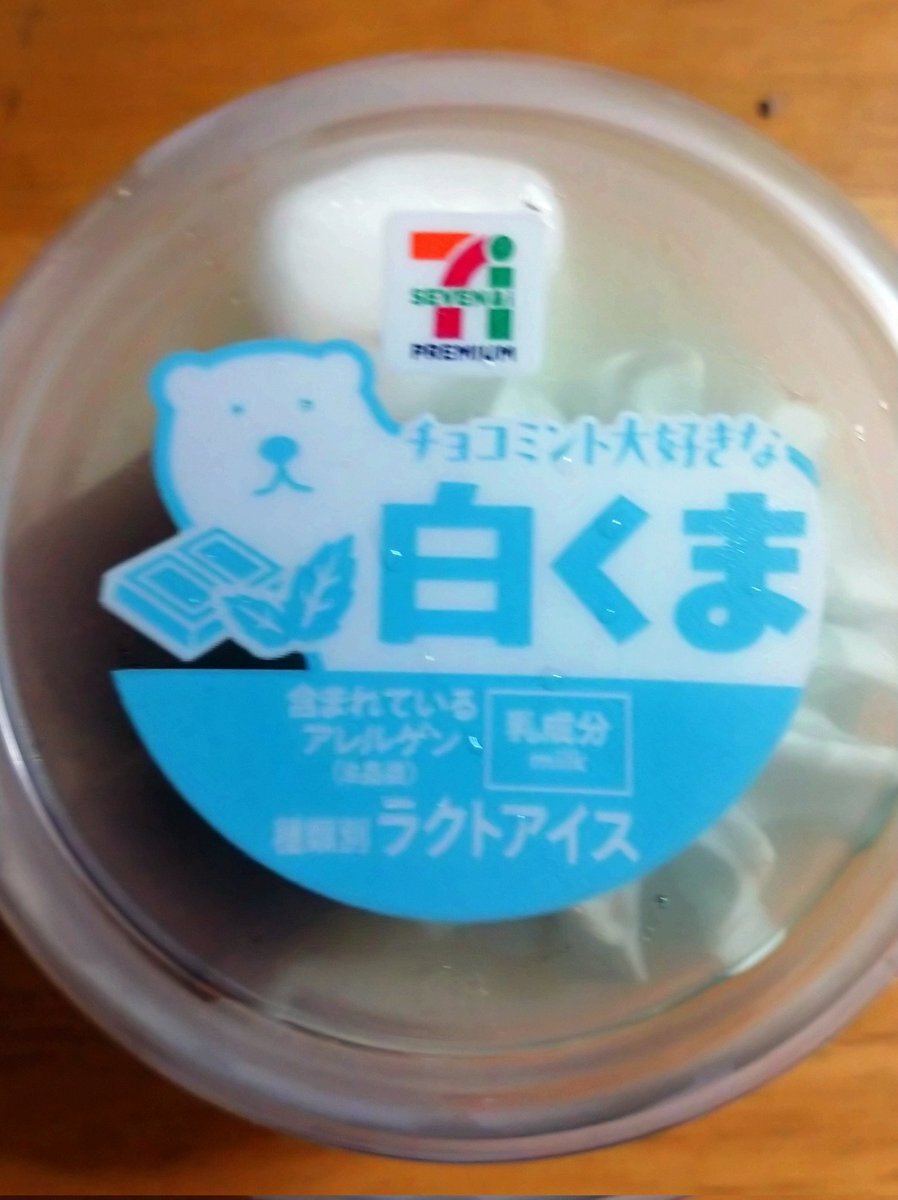 SEVEN&i
PREMIUM
チョコミント大好きな
白くま
含まれている
アレルゲン
乳成分
milk
種類別 ラクトアイス